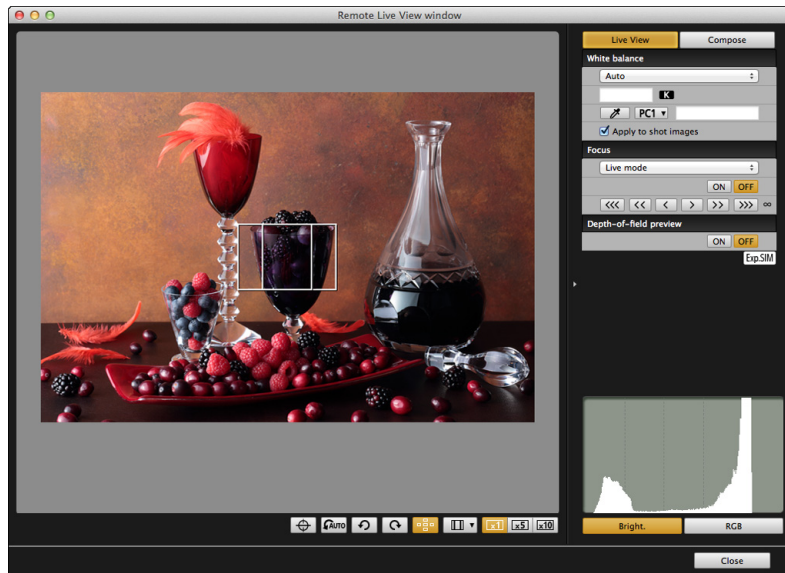 Remote Live View window
Live View Compose
White balance
Auto
K
PC1
Apply to shot images
Focus
Live mode
ON OFF
<<< << < > >> >>> ∞
Depth-of-field preview
ON OFF
Exp.SIM
AUTO x1 x5 x10
Bright. RGB
Close